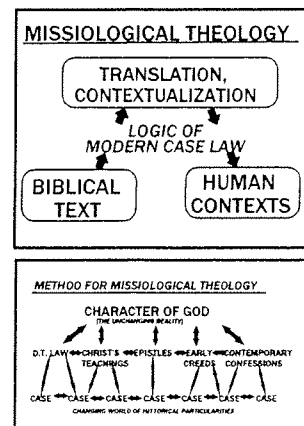 MISSIOLOGICAL THEOLOGY
TRANSLATION,
CONTEXTUALIZATION
LOGIC OF
MODERN CASE LAW
BIBLICAL
TEXT
HUMAN
CONTEXTS
METHOD FOR MISSIOLOGICAL THEOLOGY
CHARACTER OF GOD
[THE UNCHANGING REALITY]
O.T. LAW CHRIST'S EPISTLES EARLY CONTEMPORARY
TEACHINGS CREEDS CONFESSIONS
CASE CASE CASE CASE CASE CASE CASE
CHANGING WORLD OF HISTORICAL PARTICULARITIES